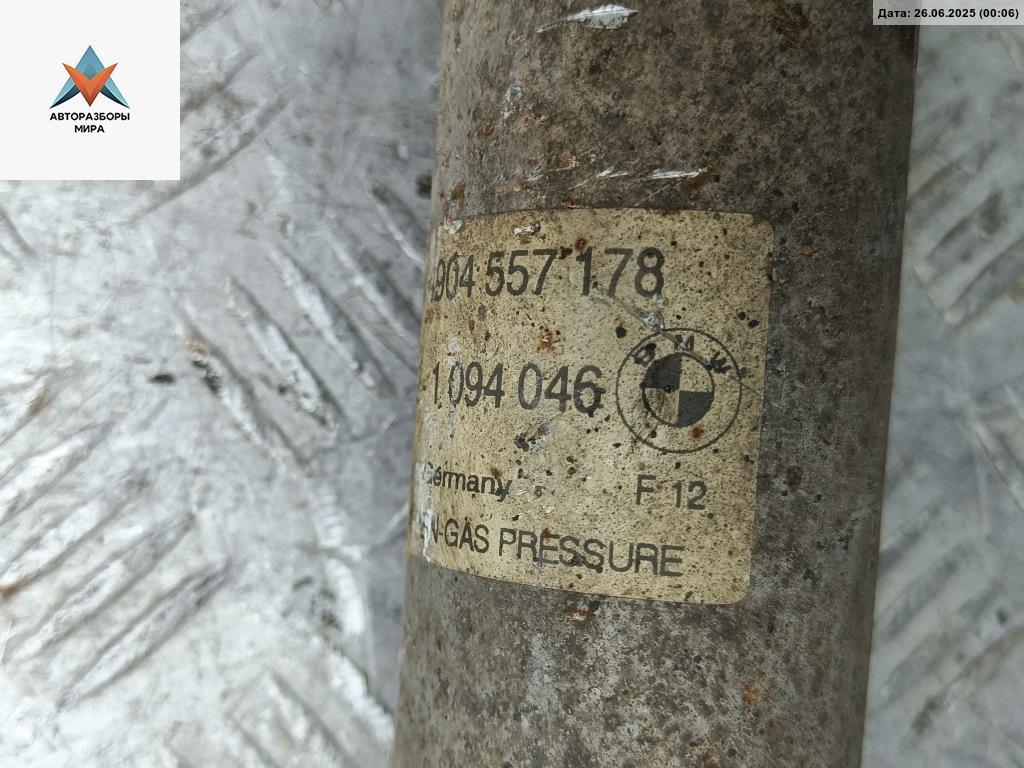 Дата: 26.06.2025 (00:06)
АВТОРАЗБОРЫ
МИРА
904 557 178
1 094 046
BMW
Germany
F 12
N-GAS PRESSURE